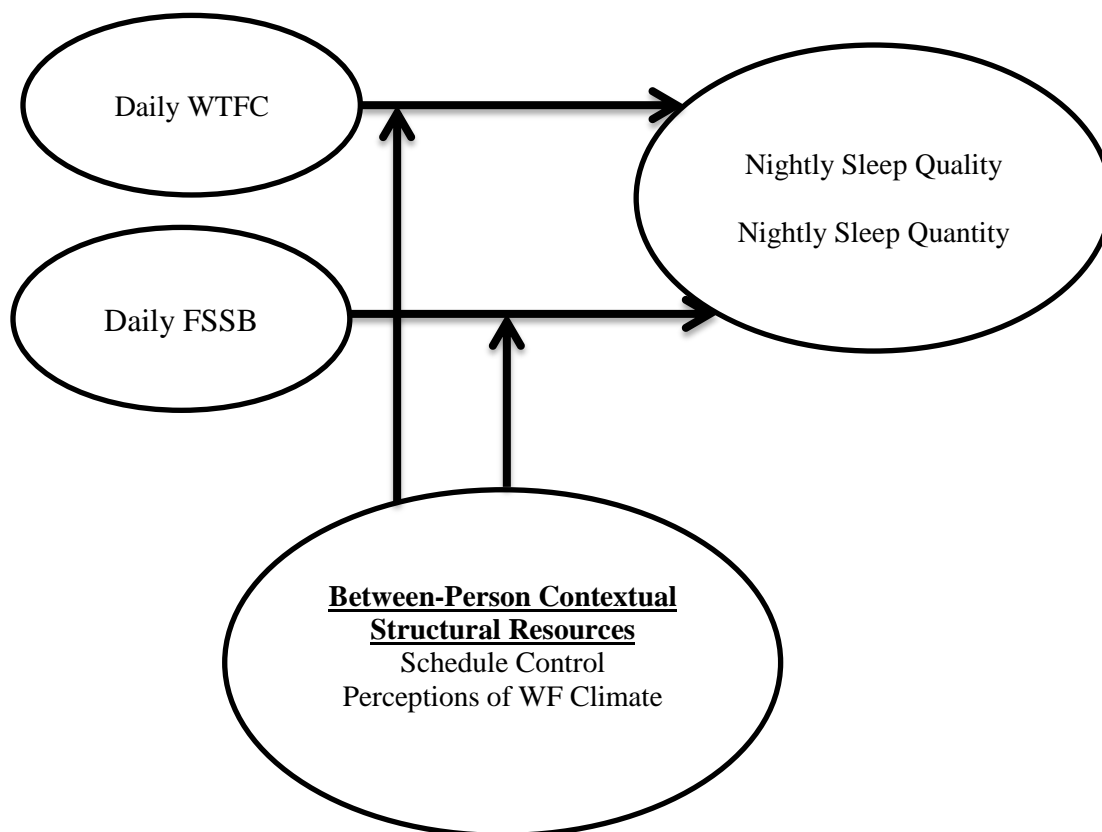 Daily WTFC
Nightly Sleep Quality
Nightly Sleep Quantity
Daily FSSB
Between-Person Contextual
Structural Resources
Schedule Control
Perceptions of WF Climate